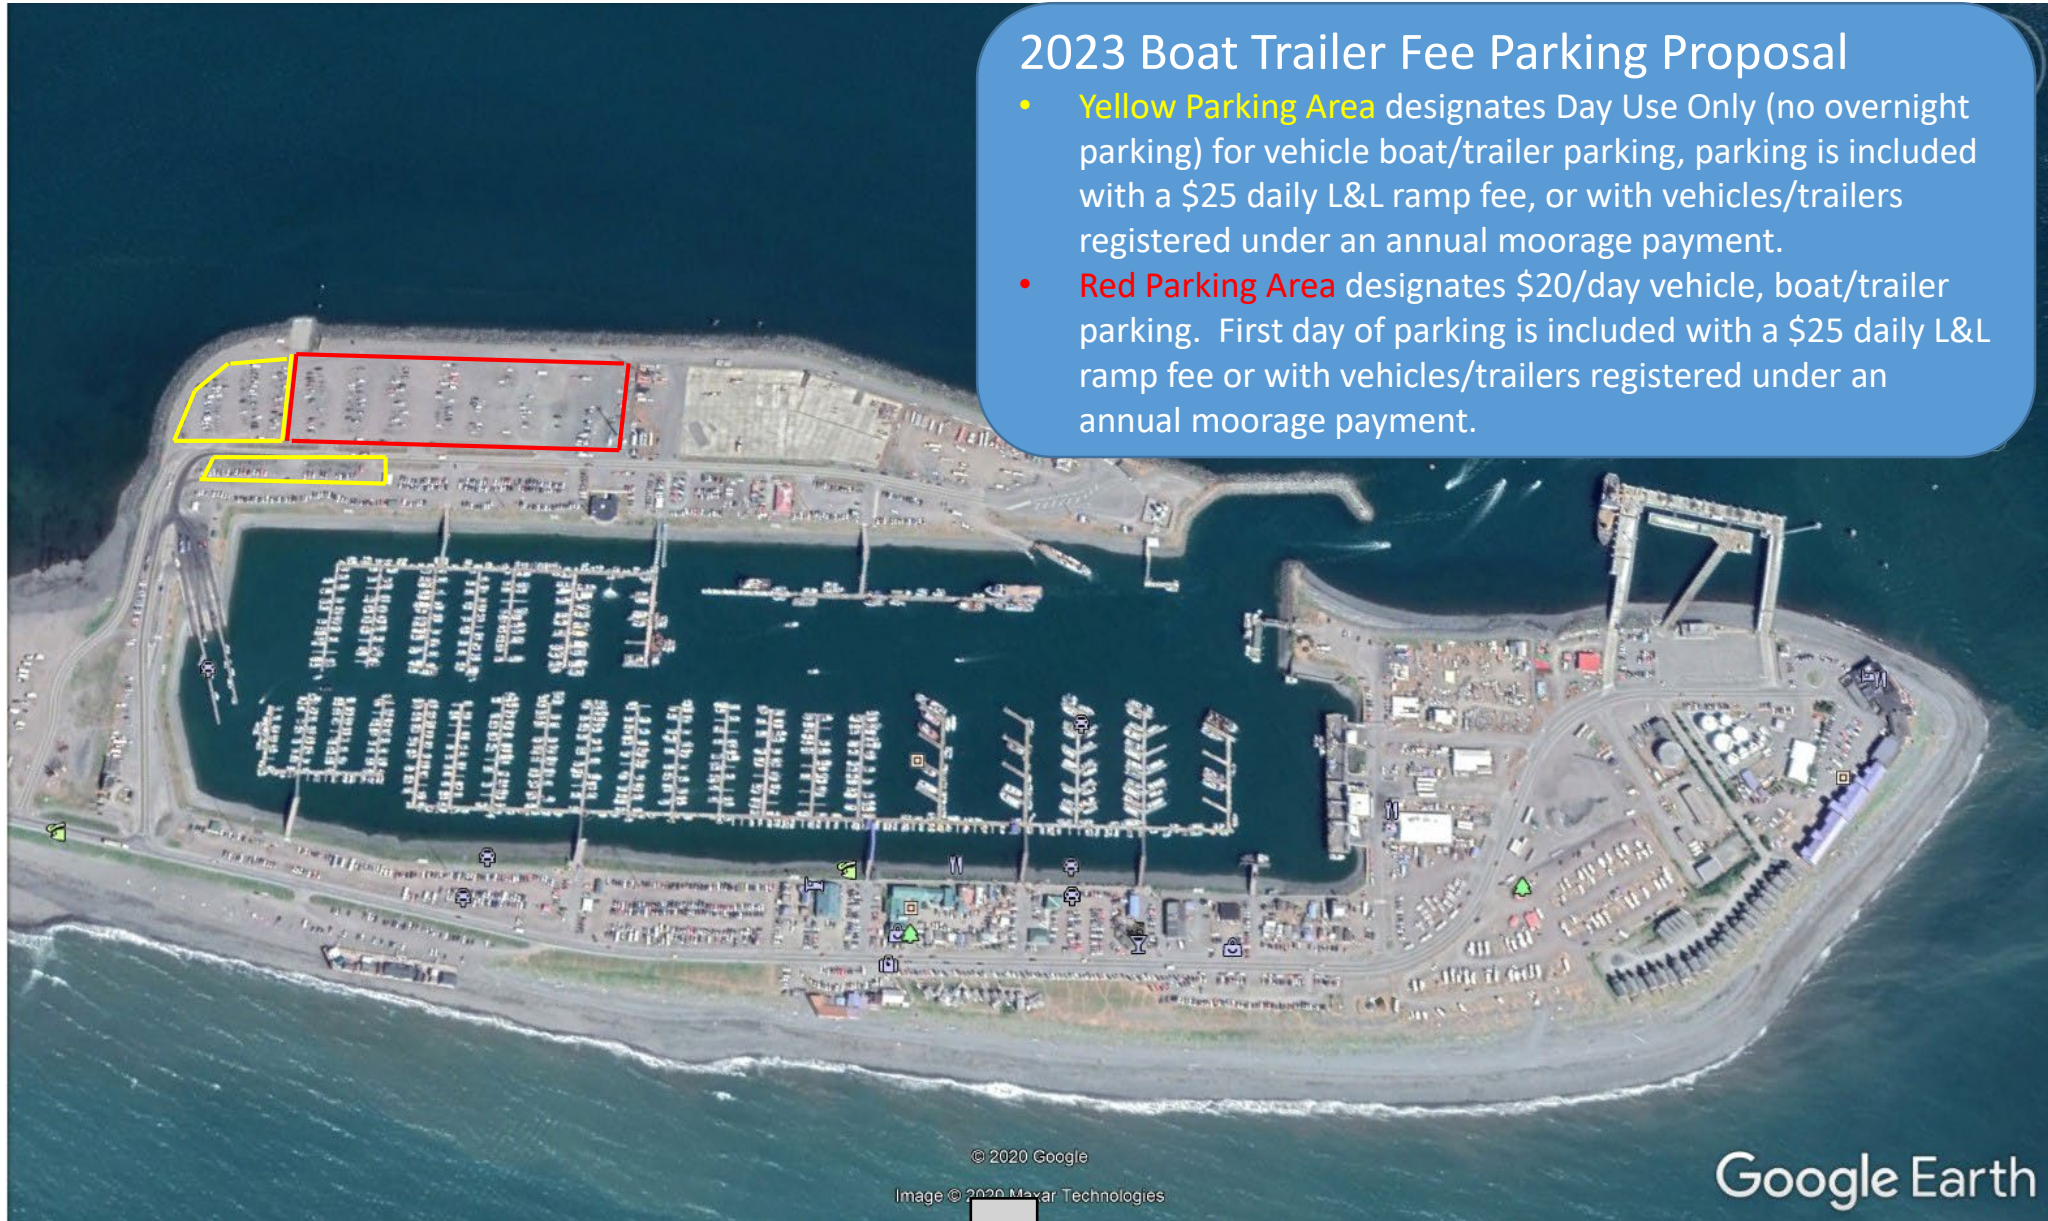 2023 Boat Trailer Fee Parking Proposal
• Yellow Parking Area designates Day Use Only (no overnight
parking) for vehicle boat/trailer parking, parking is included
with a $25 daily L&L ramp fee, or with vehicles/trailers
registered under an annual moorage payment.
• Red Parking Area designates $20/day vehicle, boat/trailer
parking.  First day of parking is included with a $25 daily L&L
ramp fee or with vehicles/trailers registered under an
annual moorage payment.
© 2020 Google
Image © 2020 Maxar Technologies
Google Earth